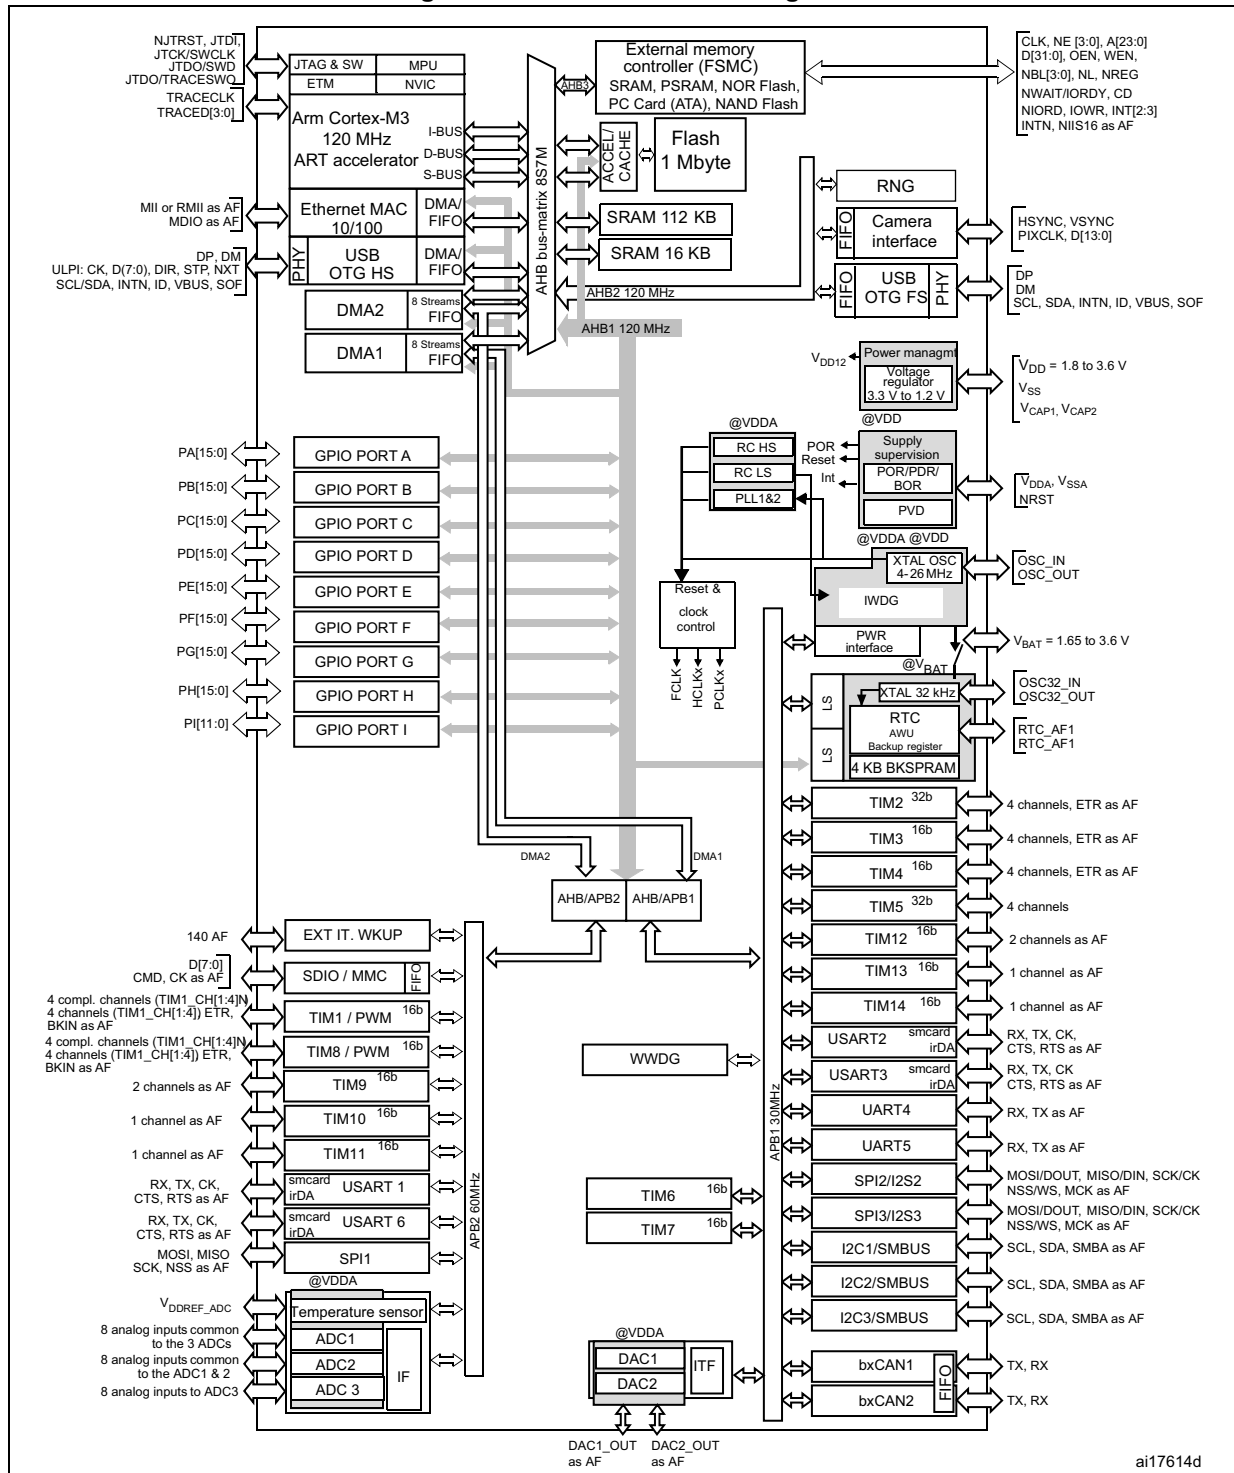 NJTRST, JTDI,
JTCK/SWCLK
JTDO/SWD
JTDO/TRACESWO
TRACECLK
TRACED[3:0]
JTAG & SW
MPU
ETM
NVIC
Arm Cortex-M3
120 MHz
ART accelerator
I-BUS
D-BUS
S-BUS
MII or RMII as AF
MDIO as AF
Ethernet MAC
10/100
DMA/
FIFO
DP, DM
ULPI: CK, D(7:0), DIR, STP, NXT
SCL/SDA, INTN, ID, VBUS, SOF
PHY
USB
OTG HS
DMA/
FIFO
DMA2
8 Streams
FIFO
DMA1
8 Streams
FIFO
AHB bus-matrix 8S7M
AHB3
External memory
controller (FSMC)
SRAM, PSRAM, NOR Flash,
PC Card (ATA), NAND Flash
CLK, NE [3:0], A[23:0]
D[31:0], OEN, WEN,
NBL[3:0], NL, NREG
NWAIT/IORDY, CD
NIORD, IOWR, INT[2:3]
INTN, NIIS16 as AF
ACCEL/
CACHE
Flash
1 Mbyte
SRAM 112 KB
SRAM 16 KB
AHB2 120 MHz
AHB1 120 MHz
RNG
FIFO
Camera
interface
HSYNC, VSYNC
PIXCLK, D[13:0]
FIFO
USB
OTG FS
PHY
DP
DM
SCL, SDA, INTN, ID, VBUS, SOF
VDD12
Power managmt
Voltage
regulator
3.3 V to 1.2 V
VDD = 1.8 to 3.6 V
VSS
VCAP1, VCAP2
@VDD
@VDDA
RC HS
RC LS
PLL1&2
POR
Reset
Int
Supply
supervision
POR/PDR/
BOR
PVD
VDDA, VSSA
NRST
@VDDA @VDD
XTAL OSC
4-26 MHz
OSC_IN
OSC_OUT
IWDG
Reset &
clock
control
FCLK
HCLKx
PCLKx
PWR
interface
VBAT = 1.65 to 3.6 V
@VBAT
LS
LS
XTAL 32 kHz
OSC32_IN
OSC32_OUT
RTC
AWU
Backup register
RTC_AF1
RTC_AF1
4 KB BKSPRAM
PA[15:0]
GPIO PORT A
PB[15:0]
GPIO PORT B
PC[15:0]
GPIO PORT C
PD[15:0]
GPIO PORT D
PE[15:0]
GPIO PORT E
PF[15:0]
GPIO PORT F
PG[15:0]
GPIO PORT G
PH[15:0]
GPIO PORT H
PI[11:0]
GPIO PORT I
DMA2
DMA1
AHB/APB2
AHB/APB1
TIM2 32b
4 channels, ETR as AF
TIM3 16b
4 channels, ETR as AF
TIM4 16b
4 channels, ETR as AF
TIM5 32b
4 channels
TIM12 16b
2 channels as AF
TIM13 16b
1 channel as AF
TIM14 16b
1 channel as AF
USART2
smcard
irDA
RX, TX, CK,
CTS, RTS as AF
USART3
smcard
irDA
RX, TX, CK
CTS, RTS as AF
UART4
RX, TX as AF
UART5
RX, TX as AF
SPI2/I2S2
MOSI/DOUT, MISO/DIN, SCK/CK
NSS/WS, MCK as AF
SPI3/I2S3
MOSI/DOUT, MISO/DIN, SCK/CK
NSS/WS, MCK as AF
I2C1/SMBUS
SCL, SDA, SMBA as AF
I2C2/SMBUS
SCL, SDA, SMBA as AF
I2C3/SMBUS
SCL, SDA, SMBA as AF
bxCAN1
TX, RX
FIFO
bxCAN2
TX, RX
APB1 30MHz
WWDG
TIM6 16b
TIM7 16b
@VDDA
DAC1
DAC2
ITF
DAC1_OUT
as AF
DAC2_OUT
as AF
140 AF
EXT IT. WKUP
D[7:0]
CMD, CK as AF
SDIO / MMC
FIFO
4 compl. channels (TIM1_CH[1:4]N
4 channels (TIM1_CH[1:4]) ETR,
BKIN as AF
TIM1 / PWM 16b
4 compl. channels (TIM1_CH[1:4]N
4 channels (TIM1_CH[1:4]) ETR,
BKIN as AF
TIM8 / PWM 16b
2 channels as AF
TIM9 16b
1 channel as AF
TIM10 16b
1 channel as AF
TIM11 16b
RX, TX, CK,
CTS, RTS as AF
smcard
irDA
USART 1
RX, TX, CK,
CTS, RTS as AF
smcard
irDA
USART 6
MOSI, MISO
SCK, NSS as AF
SPI1
APB2 60MHz
@VDDA
VDDREF_ADC
Temperature sensor
8 analog inputs common
to the 3 ADCs
ADC1
8 analog inputs common
to the ADC1 & 2
ADC2
8 analog inputs to ADC3
ADC 3
IF
ai17614d